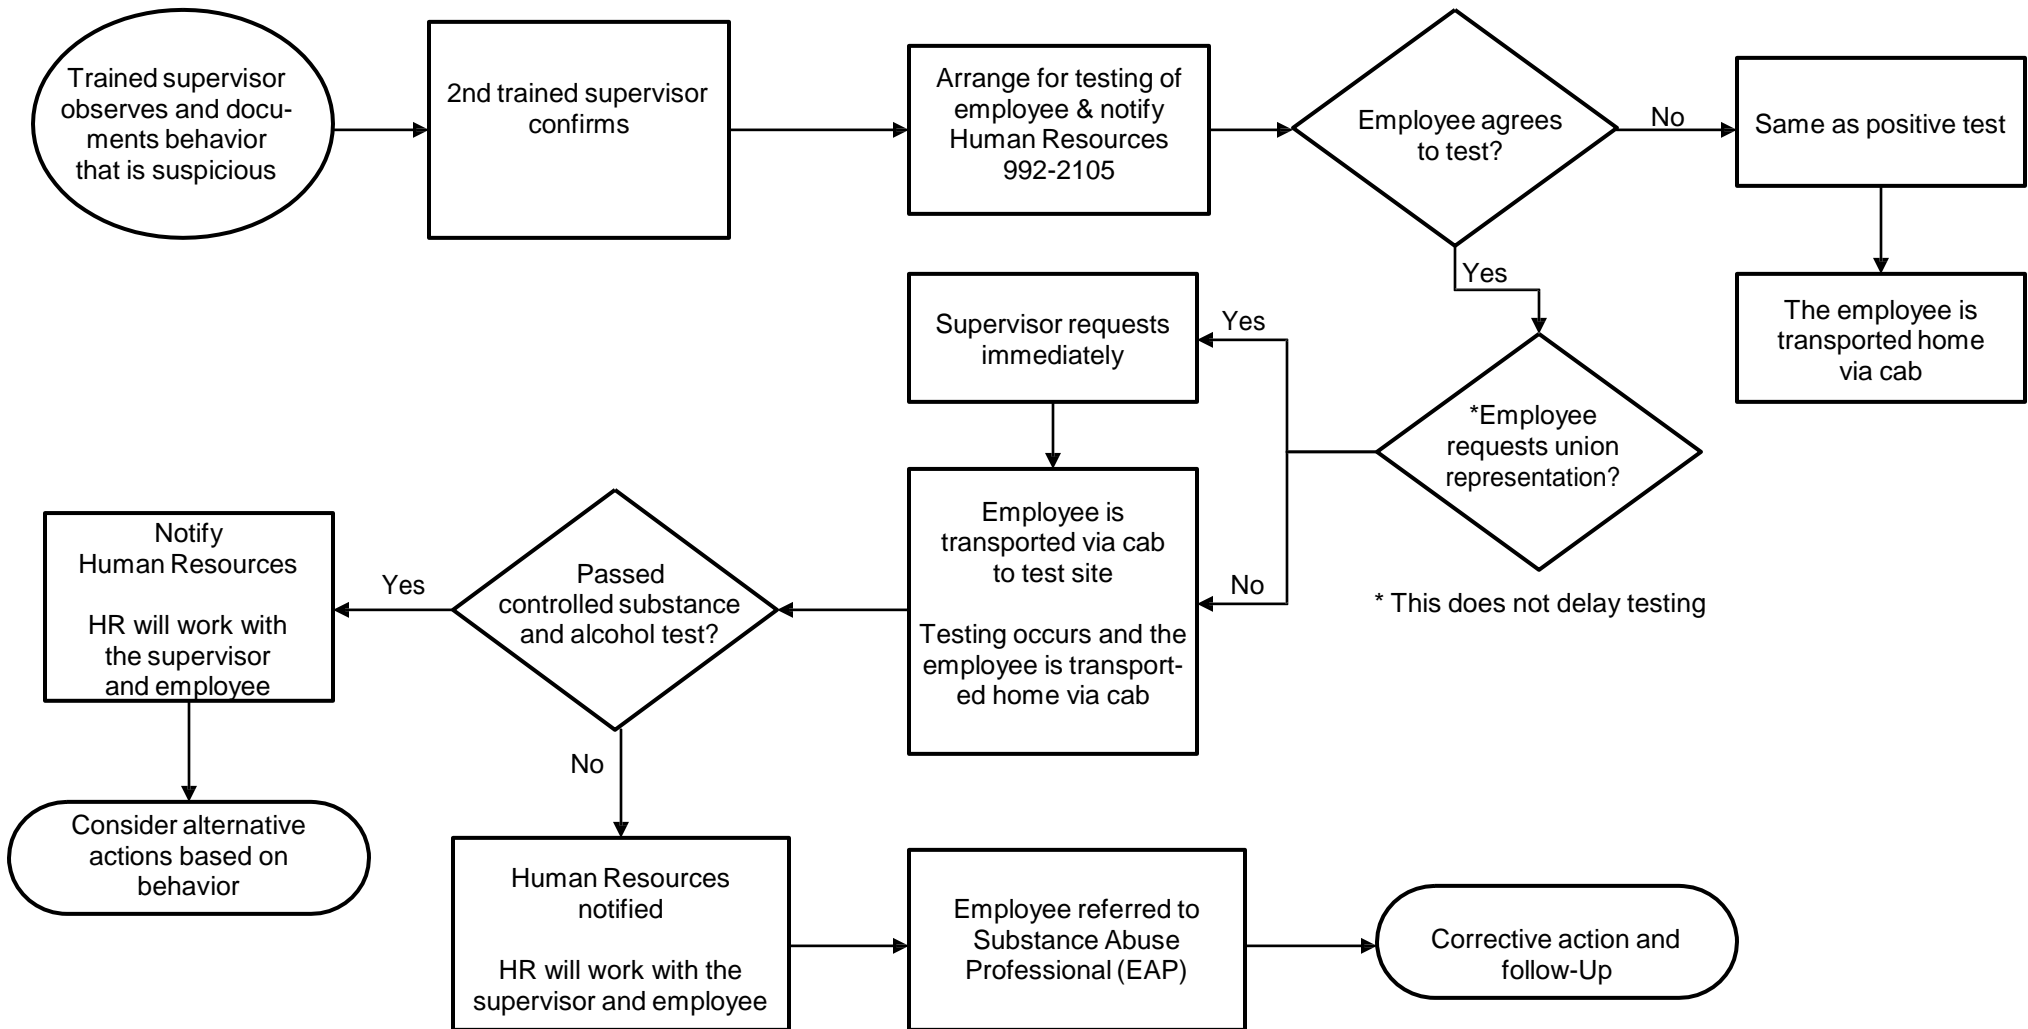 Trained supervisor
observes and docu-
ments behavior
that is suspicious
2nd trained supervisor
confirms
Arrange for testing of
employee & notify
Human Resources
992-2105
Employee agrees
to test?
No
Same as positive test
Yes
The employee is
transported home
via cab
Supervisor requests
immediately
Yes
*Employee
requests union
representation?
No
* This does not delay testing
Employee is
transported via cab
to test site
Testing occurs and the
employee is transport-
ed home via cab
Passed
controlled substance
and alcohol test?
Yes
Notify
Human Resources
HR will work with
the supervisor
and employee
Consider alternative
actions based on
behavior
No
Human Resources
notified
HR will work with the
supervisor and employee
Employee referred to
Substance Abuse
Professional (EAP)
Corrective action and
follow-Up